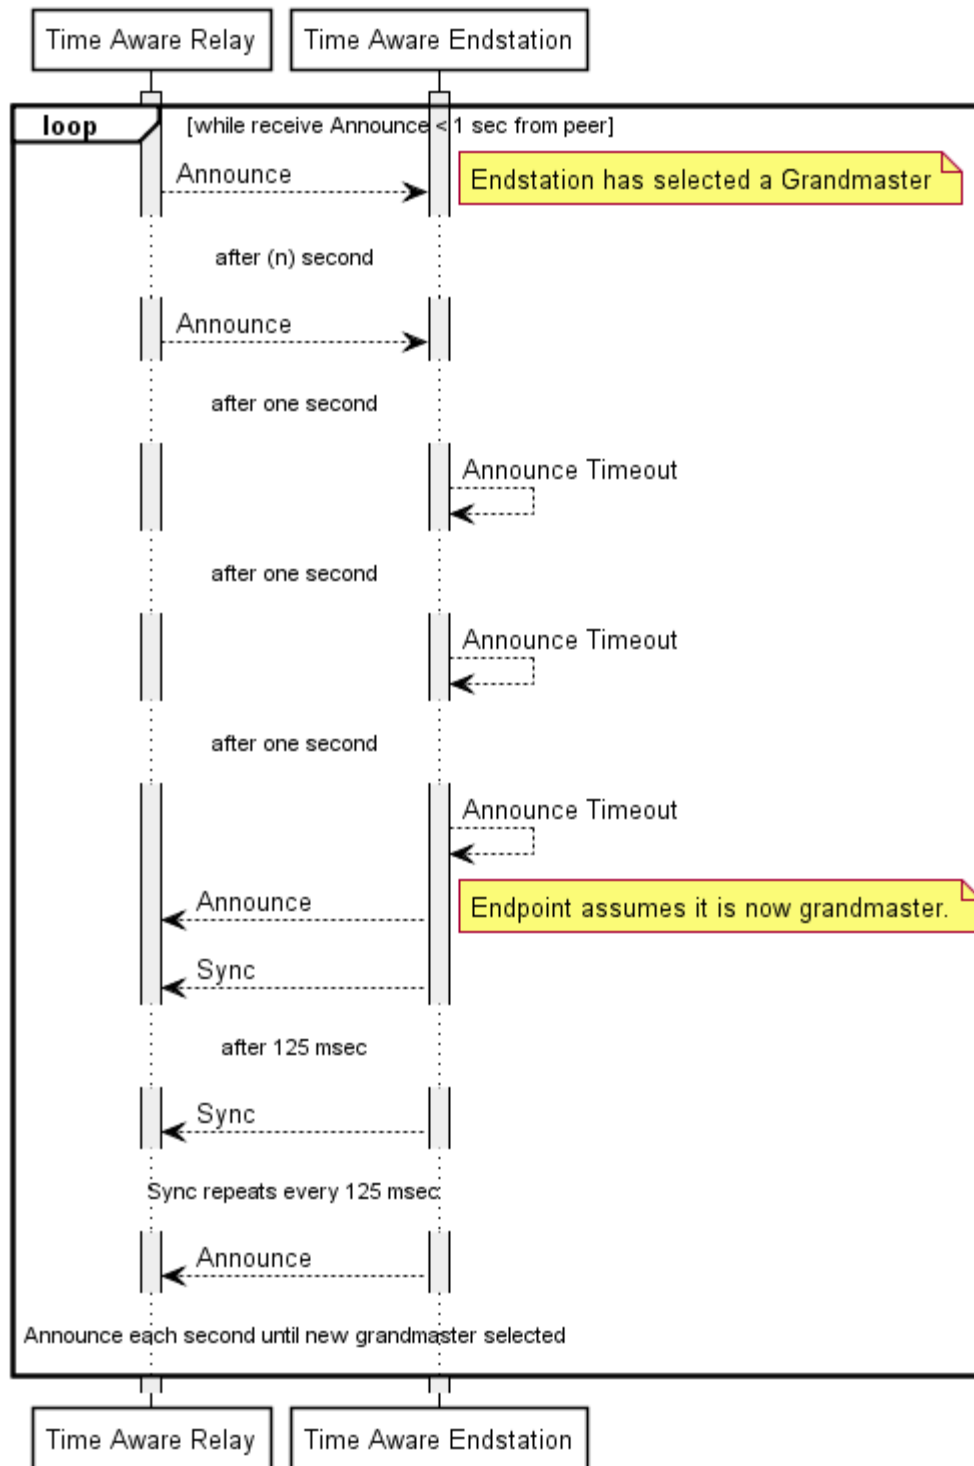 Time Aware Relay
Time Aware Endstation
loop
[while receive Announce < 1 sec from peer]
Announce
Endstation has selected a Grandmaster
after (n) second
Announce
after one second
Announce Timeout
after one second
Announce Timeout
after one second
Announce Timeout
Announce
Endpoint assumes it is now grandmaster.
Sync
after 125 msec
Sync
Sync repeats every 125 msec
Announce
Announce each second until new grandmaster selected
Time Aware Relay
Time Aware Endstation